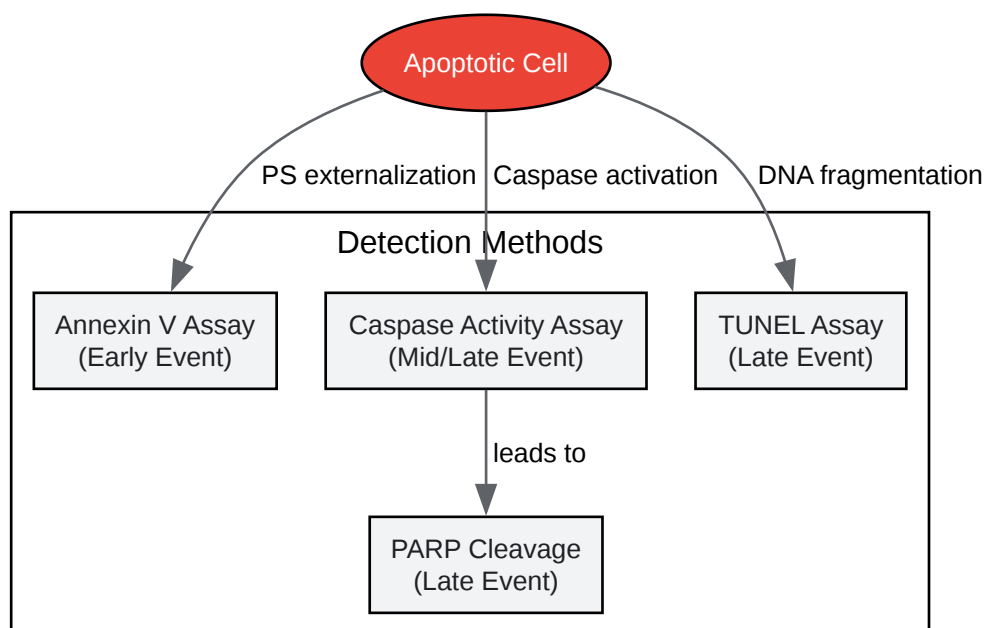 Apoptotic Cell
PS externalization
Caspase activation
DNA fragmentation
Detection Methods
Annexin V Assay
(Early Event)
Caspase Activity Assay
(Mid/Late Event)
TUNEL Assay
(Late Event)
leads to
PARP Cleavage
(Late Event)